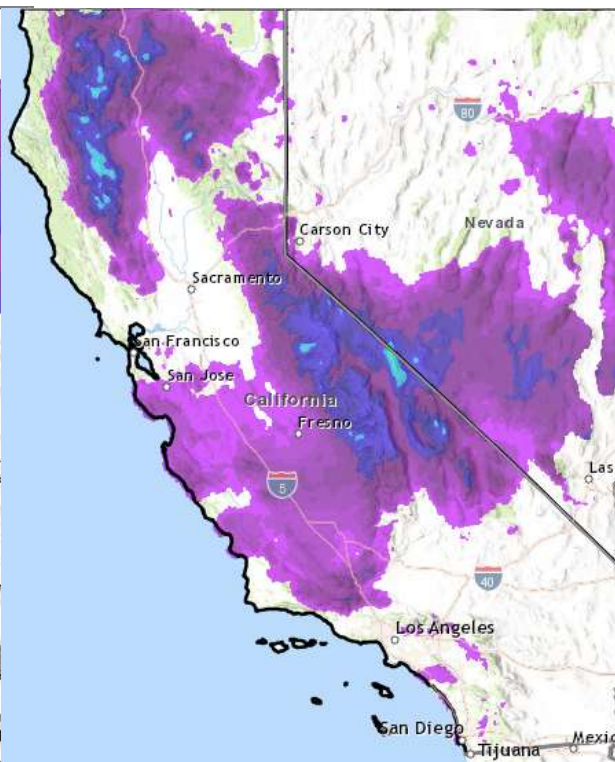 80
Nevada
Carson City
Sacramento
San Francisco
San Jose
California
Fresno
5
Las
40
Los Angeles
San Diego
Tijuana
Mexic